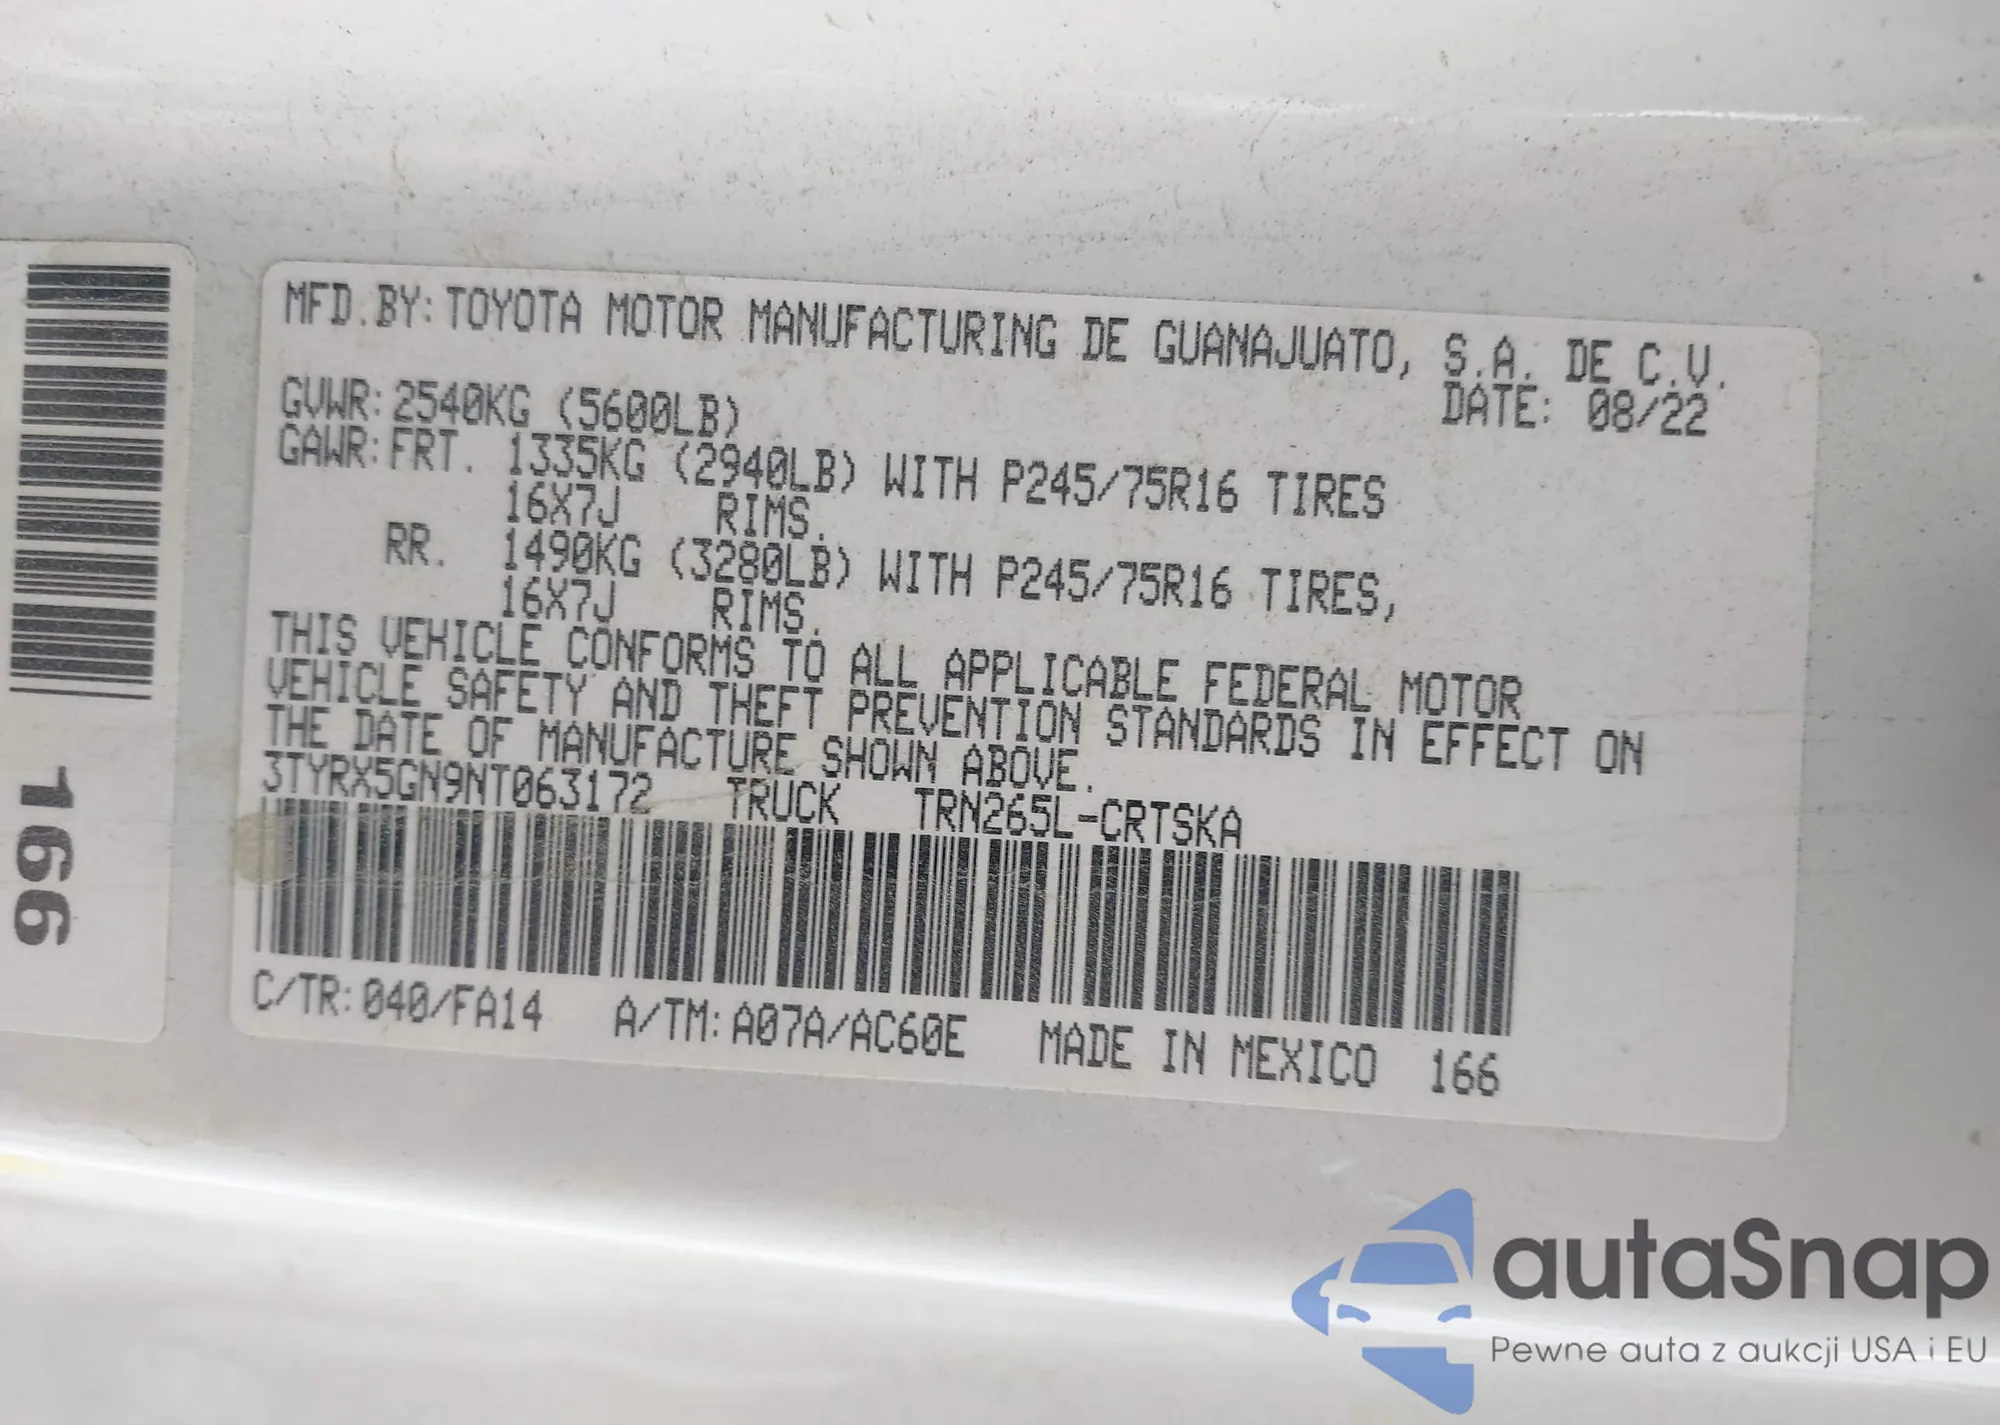 MFD.BY:TOYOTA MOTOR MANUFACTURING DE GUANAJUATO, S.A. DE C.V.
GVWR:2540KG (5600LB) DATE: 08/22
GAWR:FRT. 1335KG (2940LB) WITH P245/75R16 TIRES
16X7J RIMS.
RR. 1490KG (3280LB) WITH P245/75R16 TIRES,
16X7J RIMS.
THIS VEHICLE CONFORMS TO ALL APPLICABLE FEDERAL MOTOR
VEHICLE SAFETY AND THEFT PREVENTION STANDARDS IN EFFECT ON
THE DATE OF MANUFACTURE SHOWN ABOVE.
3TYRX5GN9NT063172 TRUCK TRN265L-CRTSKA
C/TR:040/FA14 A/TM:A07A/AC60E MADE IN MEXICO 166
166
autaSnap
Pewne auta z aukcji USA i EU